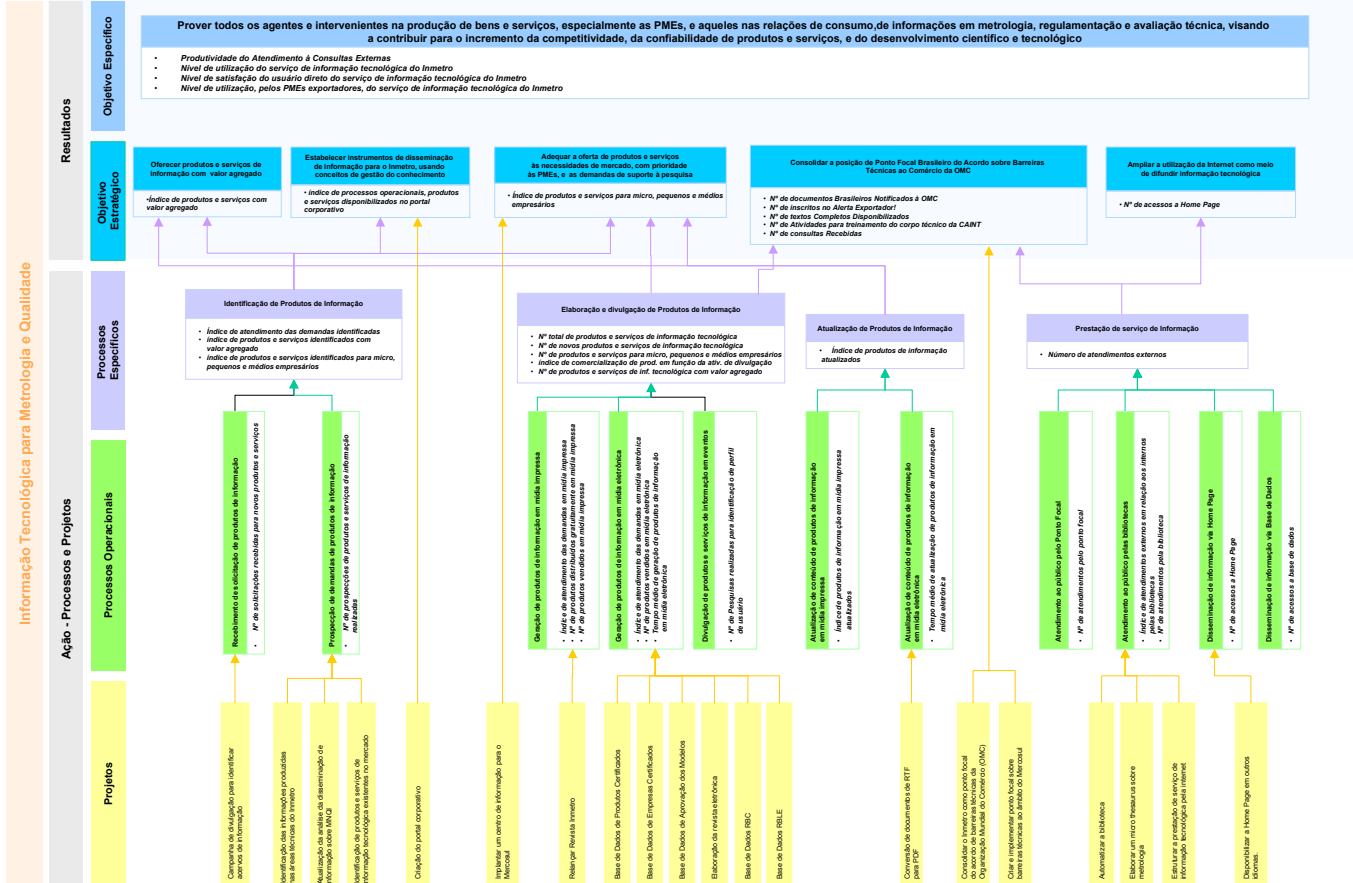 Informação Tecnológica para Metrologia e Qualidade
Resultados
Ação - Processos e Projetos
Objetivo Específico
Prover todos os agentes e intervenientes na produção de bens e serviços, especialmente as PMEs, e aqueles nas relações de consumo,de informações em metrologia, regulamentação e avaliação técnica, visando
a contribuir para o incremento da competitividade, da confiabilidade de produtos e serviços, e do desenvolvimento científico e tecnológico
• Produtividade do Atendimento à Consultas Externas
• Nível de utilização do serviço de informação tecnológica do Inmetro
• Nível de satisfação do usuário direto do serviço de informação tecnológica do Inmetro
• Nível de utilização, pelos PMEs exportadores, do serviço de informação tecnológica do Inmetro
Objetivo
Estratégico
Oferecer produtos e serviços de
informação com valor agregado
•Índice de produtos e serviços com
valor agregado
Estabelecer instrumentos de disseminação
de informação para o Inmetro, usando
conceitos de gestão do conhecimento
• índice de processos operacionais, produtos
e serviços disponibilizados no portal
corporativo
Adequar a oferta de produtos e serviços
às necessidades de mercado, com prioridade
às PMEs, e as demandas de suporte à pesquisa
• Índice de produtos e serviços para micro, pequenos e médios
empresários
Consolidar a posição de Ponto Focal Brasileiro do Acordo sobre Barreiras
Técnicas ao Comércio da OMC
• Nº de documentos Brasileiros Notificados à OMC
• Nº de inscritos no Alerta Exportador!
• Nº de textos Completos Disponibilizados
• Nº de Atividades para treinamento do corpo técnico da CAINT
• Nº de consultas Recebidas
Ampliar a utilização da Internet como meio
de difundir informação tecnológica
• Nº de acessos a Home Page
Processos
Específicos
Identificação de Produtos de Informação
• Índice de atendimento das demandas identificadas
• índice de produtos e serviços identificados com
valor agregado
• índice de produtos e serviços identificados para micro,
pequenos e médios empresários
Elaboração e divulgação de Produtos de Informação
• Nº total de produtos e serviços de informação tecnológica
• Nº de novos produtos e serviços de informação tecnológica
• Nº de produtos e serviços para micro, pequenos e médios empresários
• índice de comercialização de prod. em função da ativ. de divulgação
• Nº de produtos e serviços de inf. tecnológica com valor agregado
Atualização de Produtos de Informação
• Índice de produtos de informação
atualizados
Prestação de serviço de Informação
• Número de atendimentos externos
Processos Operacionais
Recebimento de solicitação de produtos de informação
• Nº de solicitações recebidas para novos produtos e serviços
Prospecção de demandas de produtos de informação
• Nº de prospecções de produtos e serviços de informação
realizadas
Geração de produtos de informação em mídia impressa
• Índice de atendimento das demandas em mídia impressa
• Nº de produtos distribuídos gratuitamente em mídia impressa
• Nº de produtos vendidos em mídia impressa
Geração de produtos de informação em mídia eletrônica
• Índice de atendimento das demandas em mídia eletrônica
• Nº de produtos vendidos em mídia eletrônica
• Tempo médio de geração de produtos de informação
em mídia eletrônica
Divulgação de produtos e serviços de informação em eventos
• Nº de Pesquisas realizadas para identificação de perfil
de usuário
Atualização de conteúdo de produtos de informação
em mídia impressa
• Índice de produtos de informação em mídia impressa
atualizados
Atualização de conteúdo de produtos de informação
em mídia eletrônica
• Tempo médio de atualização de produtos de informação em
mídia eletrônica
Atendimento ao público pelo Ponto Focal
• Nº de atendimentos pelo ponto focal
Atendimento ao público pelas bibliotecas
• Índice de atendimentos externos em relação aos internos
pelas bibliotecas
• Nº de atendimentos pela biblioteca
Disseminação de informação via Home Page
• Nº de acessos a Home Page
Disseminação de informação via Base de Dados
• Nº de acessos a base de dados
Projetos
Campanha de divulgação para identificar
acervos de informação
Identificação das informações produzidas
nas áreas técnicas do Inmetro
Atualização da análise da disseminação de
informação sobre MNQI
Identificação de produtos e serviços de
informação tecnológica existentes no mercado
Criação do portal corporativo
Implantar um centro de informação para o
Mercosul
Relançar Revista Inmetro
Base de Dados de Produtos Certificados
Base de Dados de Empresas Certificados
Base de Dados de Aprovação dos Modelos
Elaboração da revista eletrônica
Base de Dados RBC
Base de Dados RBLE
Conversão de documentos de RTF
para PDF
Consolidar o Inmetro como ponto focal
do acordo de barreiras técnicas da
Organização Mundial do Comércio (OMC)
Criar e implementar ponto focal sobre
barreiras técnicas ao âmbito do Mercosul
Automatizar a biblioteca
Elaborar um micro thesaurus sobre
metrologia
Estruturar a prestação de serviço de
informação tecnológica pela internet
Disponibilizar a Home Page em outros
idiomas.